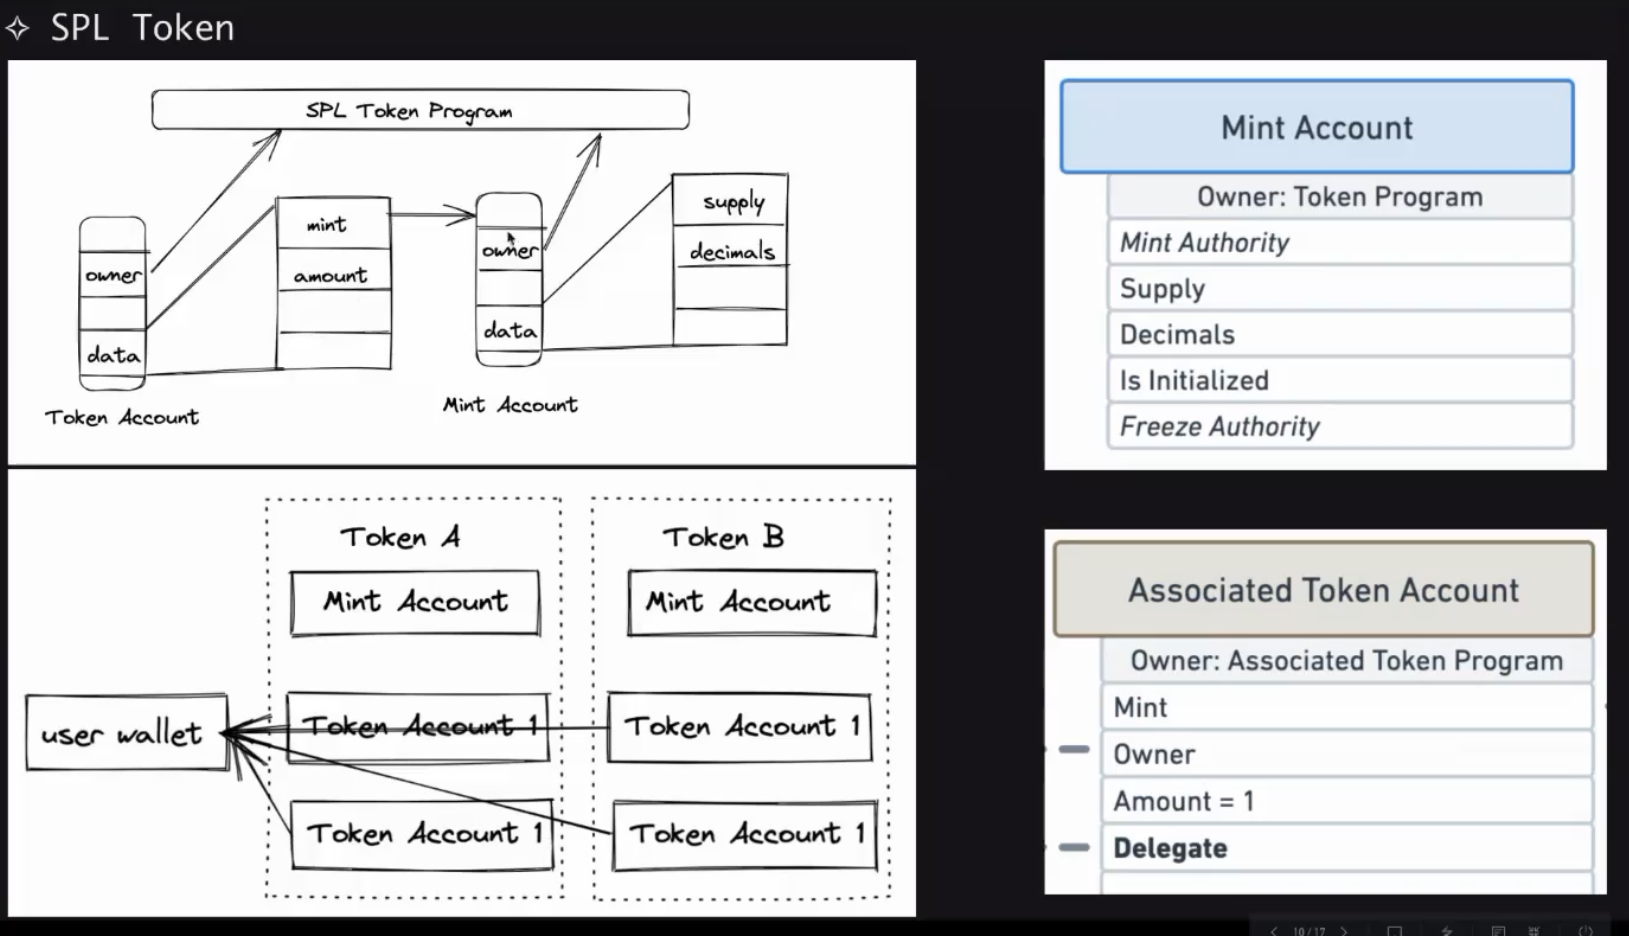 ✧ SPL Token
SPL Token Program
owner
data
Token Account
mint
amount
owner
data
Mint Account
supply
decimals
Token A
Mint Account
Token Account 1
Token Account 1
Token B
Mint Account
Token Account 1
Token Account 1
user wallet
Mint Account
Owner: Token Program
Mint Authority
Supply
Decimals
Is Initialized
Freeze Authority
Associated Token Account
Owner: Associated Token Program
Mint
Owner
Amount = 1
Delegate
10/17